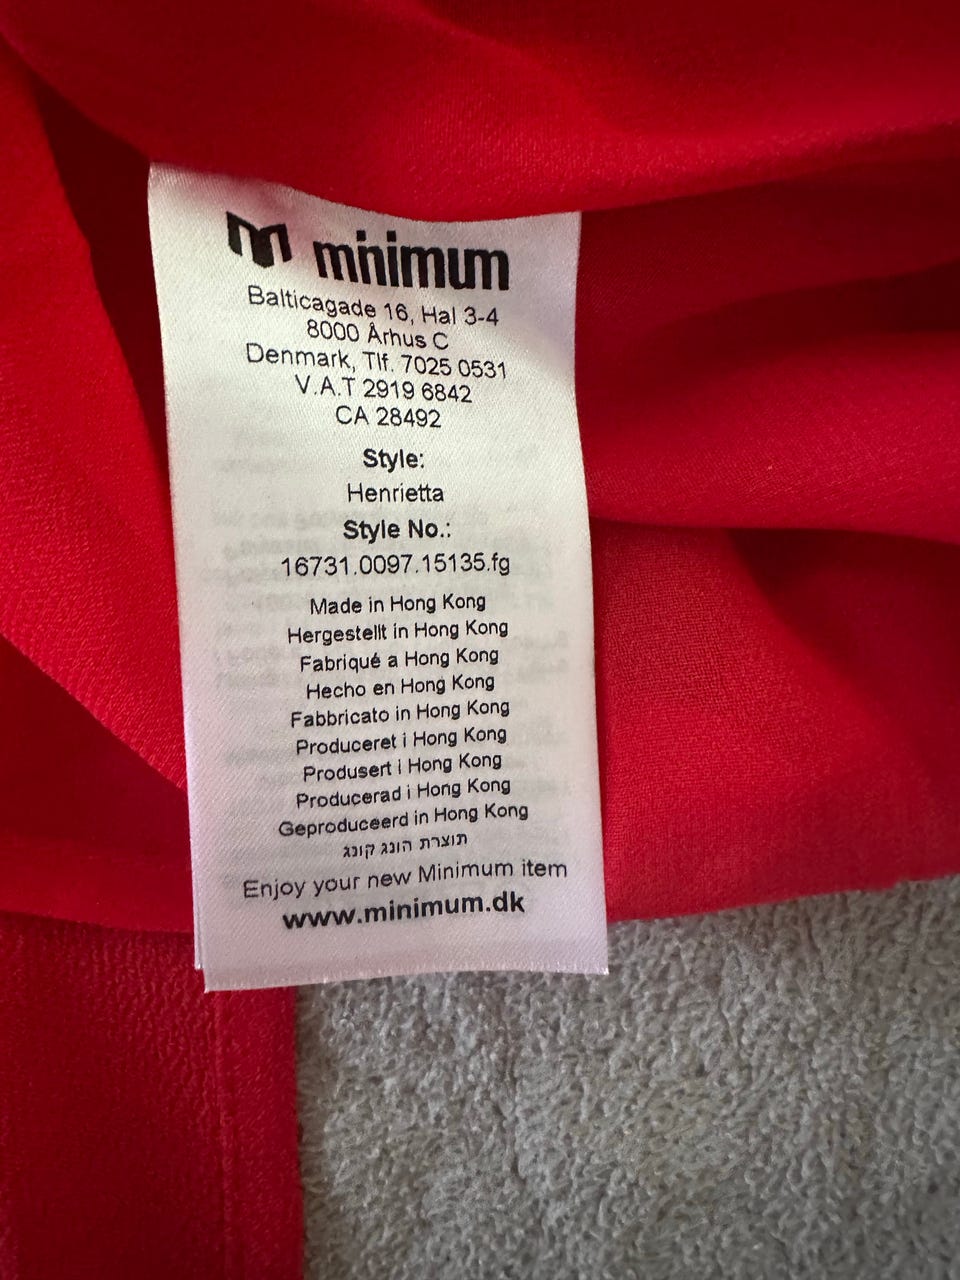 minimum
Balticagade 16, Hal 3-4
8000 Århus C
Denmark, Tlf. 7025 0531
V.A.T 2919 6842
CA 28492
Style:
Henrietta
Style No.:
16731.0097.15135.fg
Made in Hong Kong
Hergestellt in Hong Kong
Fabriqué a Hong Kong
Hecho en Hong Kong
Fabbricato in Hong Kong
Produceret i Hong Kong
Produsert i Hong Kong
Producerad i Hong Kong
Geproduceerd in Hong Kong
תוצרת הונג קונג
Enjoy your new Minimum item
www.minimum.dk